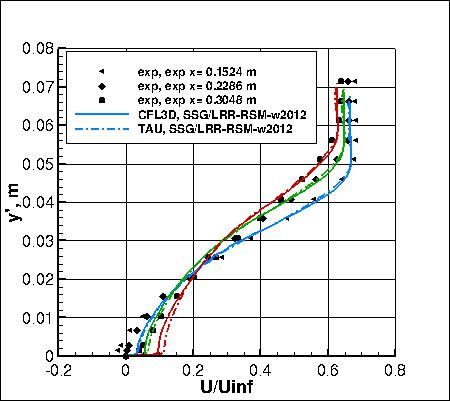 0.08
exp, exp x= 0.1524 m
exp, exp x= 0.2286 m
exp, exp x= 0.3048 m
CFL3D, SSG/LRR-RSM-w2012
TAU, SSG/LRR-RSM-w2012
0.07
0.06
0.05
0.04
0.03
0.02
0.01
0
y', m
-0.2 0 0.2 0.4 0.6 0.8
U/Uinf